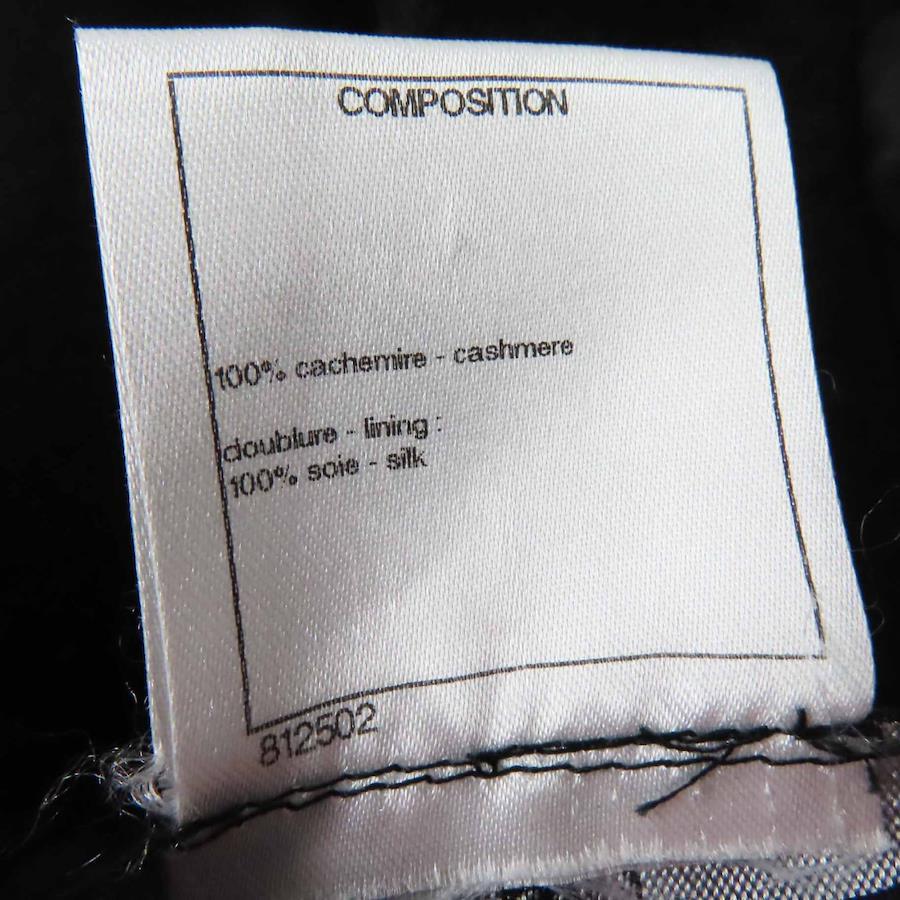 COMPOSITION
100% cachemire - cashmere
doublure - lining :
100% soie - silk
812502